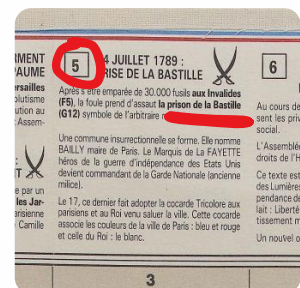 RMENT
PAUME
5
4 JUILLET 1789 :
RISE DE LA BASTILLE
6
ersailles
olutisme
ution au
: Assem-
Après s'être emparée de 30.000 fusils aux Invalides
(F5), la foule prend d'assaut la prison de la Bastille
(G12) symbole de l'arbitraire
Une commune insurrectionnelle se forme. Elle nomme
BAILLY maire de Paris. Le Marquis de La FAYETTE
héros de la guerre d'indépendance des Etats Unis
devient commandant de la Garde Nationale (ancienne
milice).
Le 17, ce dernier fait adopter la cocarde Tricolore aux
parisiens et au Roi venu saluer la ville. Cette cocarde
associe les couleurs de la ville de Paris : bleu et rouge
et celle du Roi : le blanc.
T
e par un
les Jar-
arisienne
Camille
Au cours de
sent les priv
social.
L'Assemblée
droits de l'H
Ce texte est
des Lumières
pendance de
lait : Liberté
tissement m
Un nouvel o
3